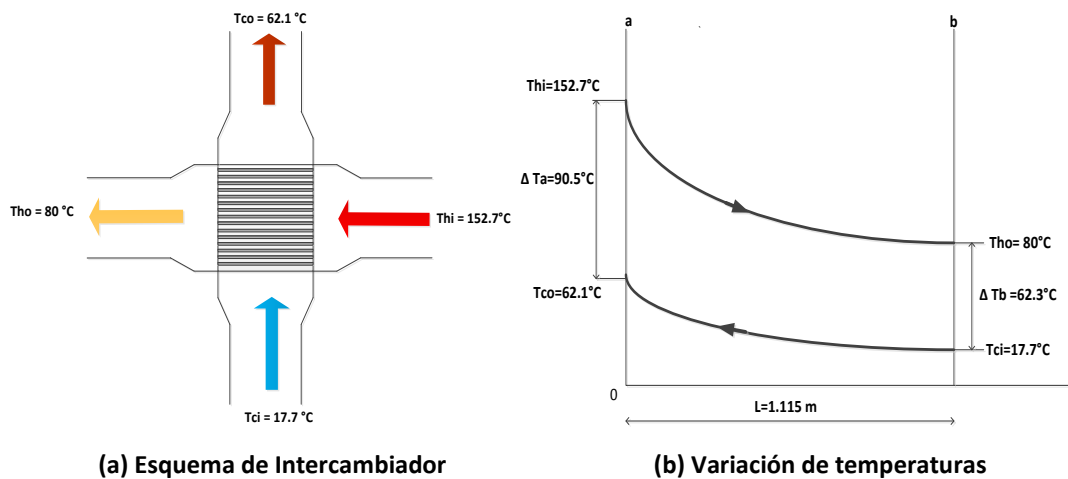 Tco = 62.1 °C
Tho = 80 °C
Thi = 152.7°C
Tci = 17.7 °C
(a) Esquema de Intercambiador
a
b
Thi=152.7°C
Δ Ta=90.5°C
Tco=62.1°C
Tho= 80°C
Δ Tb =62.3°C
Tci=17.7°C
0
L=1.115 m
(b) Variación de temperaturas